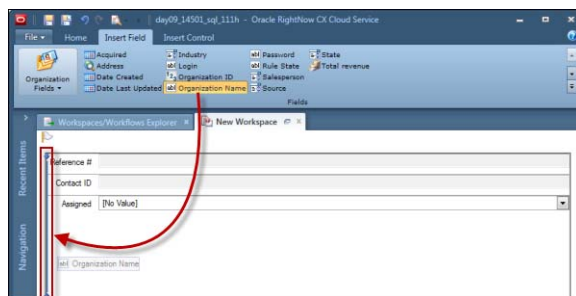 day09_14501_sql_111h - Oracle RightNow CX Cloud Service
File Home Insert Field Insert Control
Organization Fields
Acquired Industry Password State
Address Login Rule State Total revenue
Date Created Organization ID Salesperson
Date Last Updated Organization Name Source
Fields
Workspaces/Workflows Explorer New Workspace
Recent Items
Navigation
Reference #
Contact ID
Assigned [No Value]
Organization Name